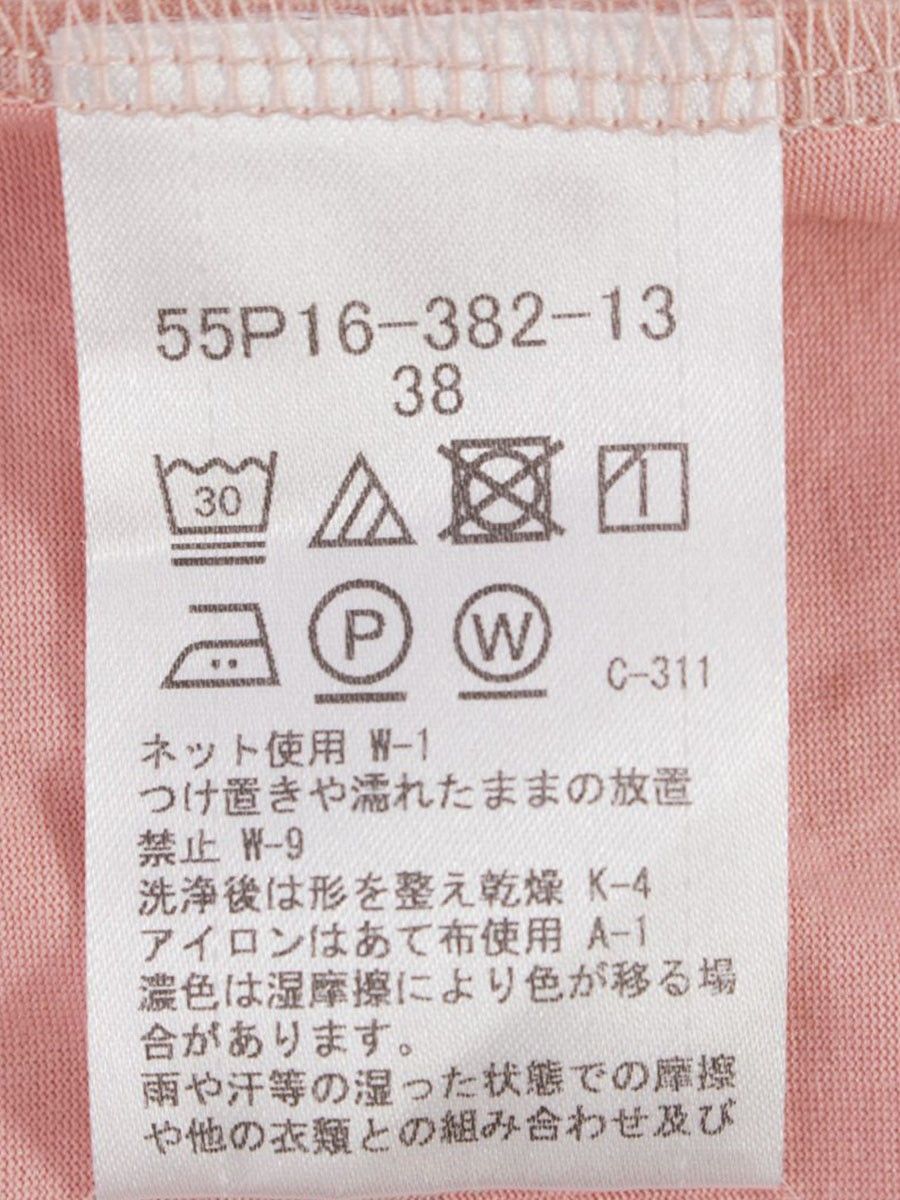 55P16-382-13
38
30
P W C-311
ネット使用 W-1
つけ置きや濡れたままの放置
禁止 W-9
洗浄後は形を整え乾燥 K-4
アイロンはあて布使用 A-1
濃色は湿摩擦により色が移る場
合があります。
雨や汗等の湿った状態での摩擦
や他の衣類との組み合わせ及び